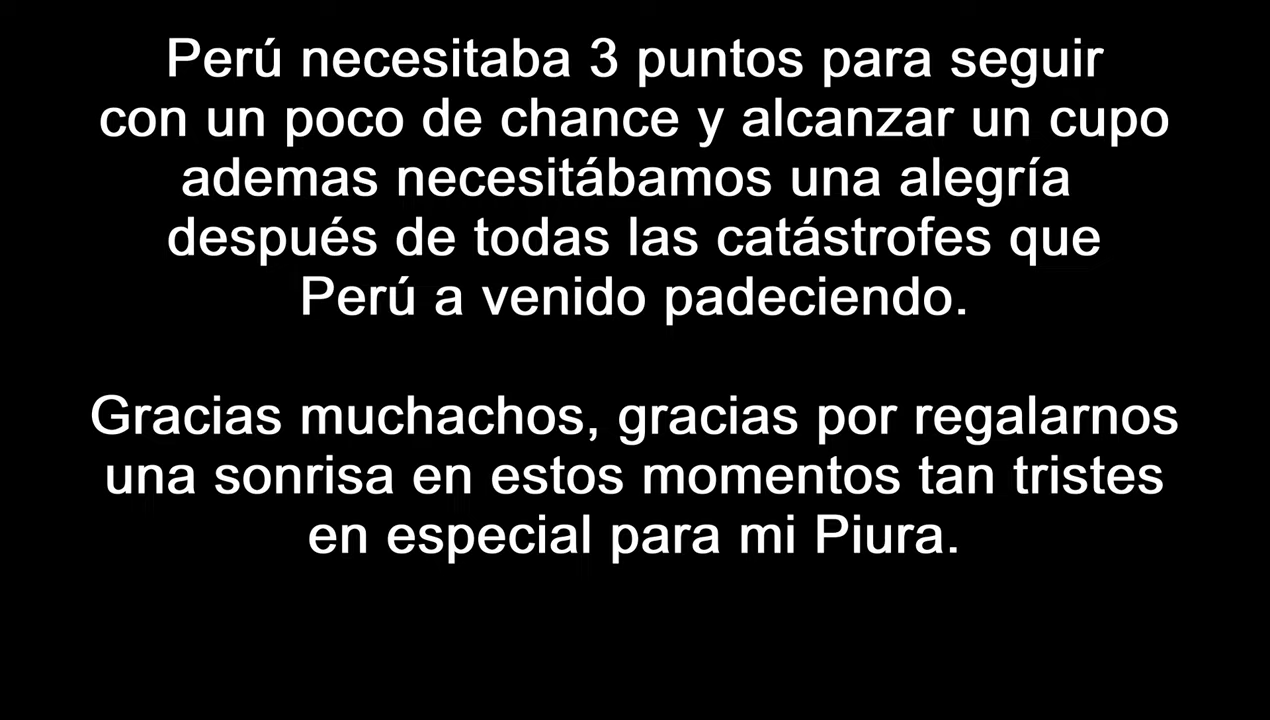 Perú necesitaba 3 puntos para seguir
con un poco de chance y alcanzar un cupo
ademas necesitábamos una alegría
después de todas las catástrofes que
Perú a venido padeciendo.
Gracias muchachos, gracias por regalarnos
una sonrisa en estos momentos tan tristes
en especial para mi Piura.